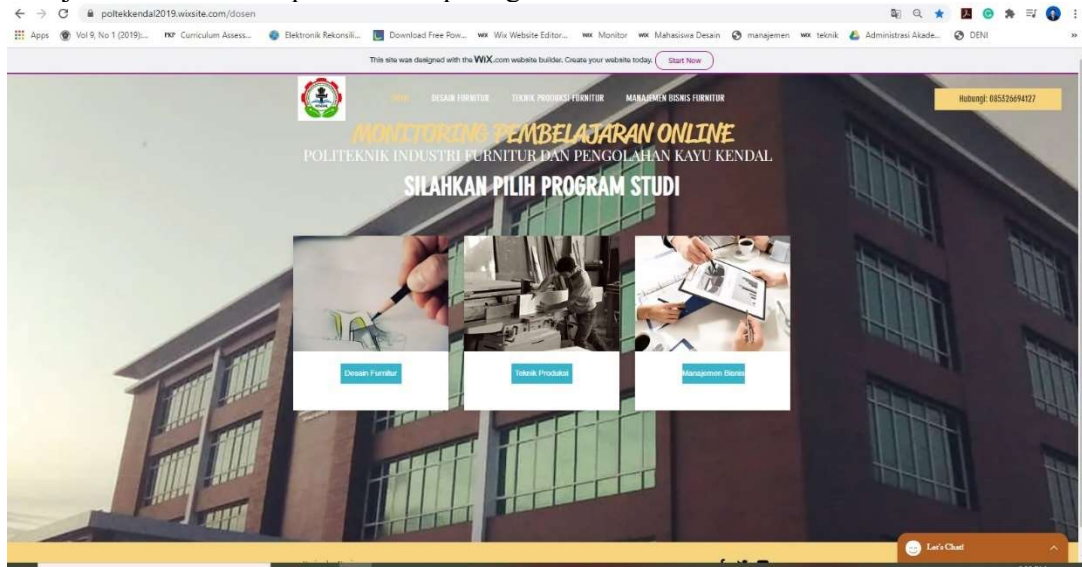 poltekkendal2019.wixsite.com/dosen
Apps Vol 9, No 1 (2019):... Curriculum Assess... Elektronik Rekonsili... Download Free Pow... WIX Wix Website Editor... WIX Monitor WIX Mahasiswa Desain manajemen WIX teknik Administrasi Akade... DENI »
This site was designed with the WiX.com website builder. Create your website today. Start Now
DESAIN FURNITUR TEKNIK PRODUKSI FURNITUR MANAJEMEN BISNIS FURNITUR
Hubungi: 085326694127
MONITORING PEMBELAJARAN ONLINE
POLITEKNIK INDUSTRI FURNITUR DAN PENGOLAHAN KAYU KENDAL
SILAHKAN PILIH PROGRAM STUDI
Desain Furnitur Teknik Produksi Manajemen Bisnis
Let's Chat!